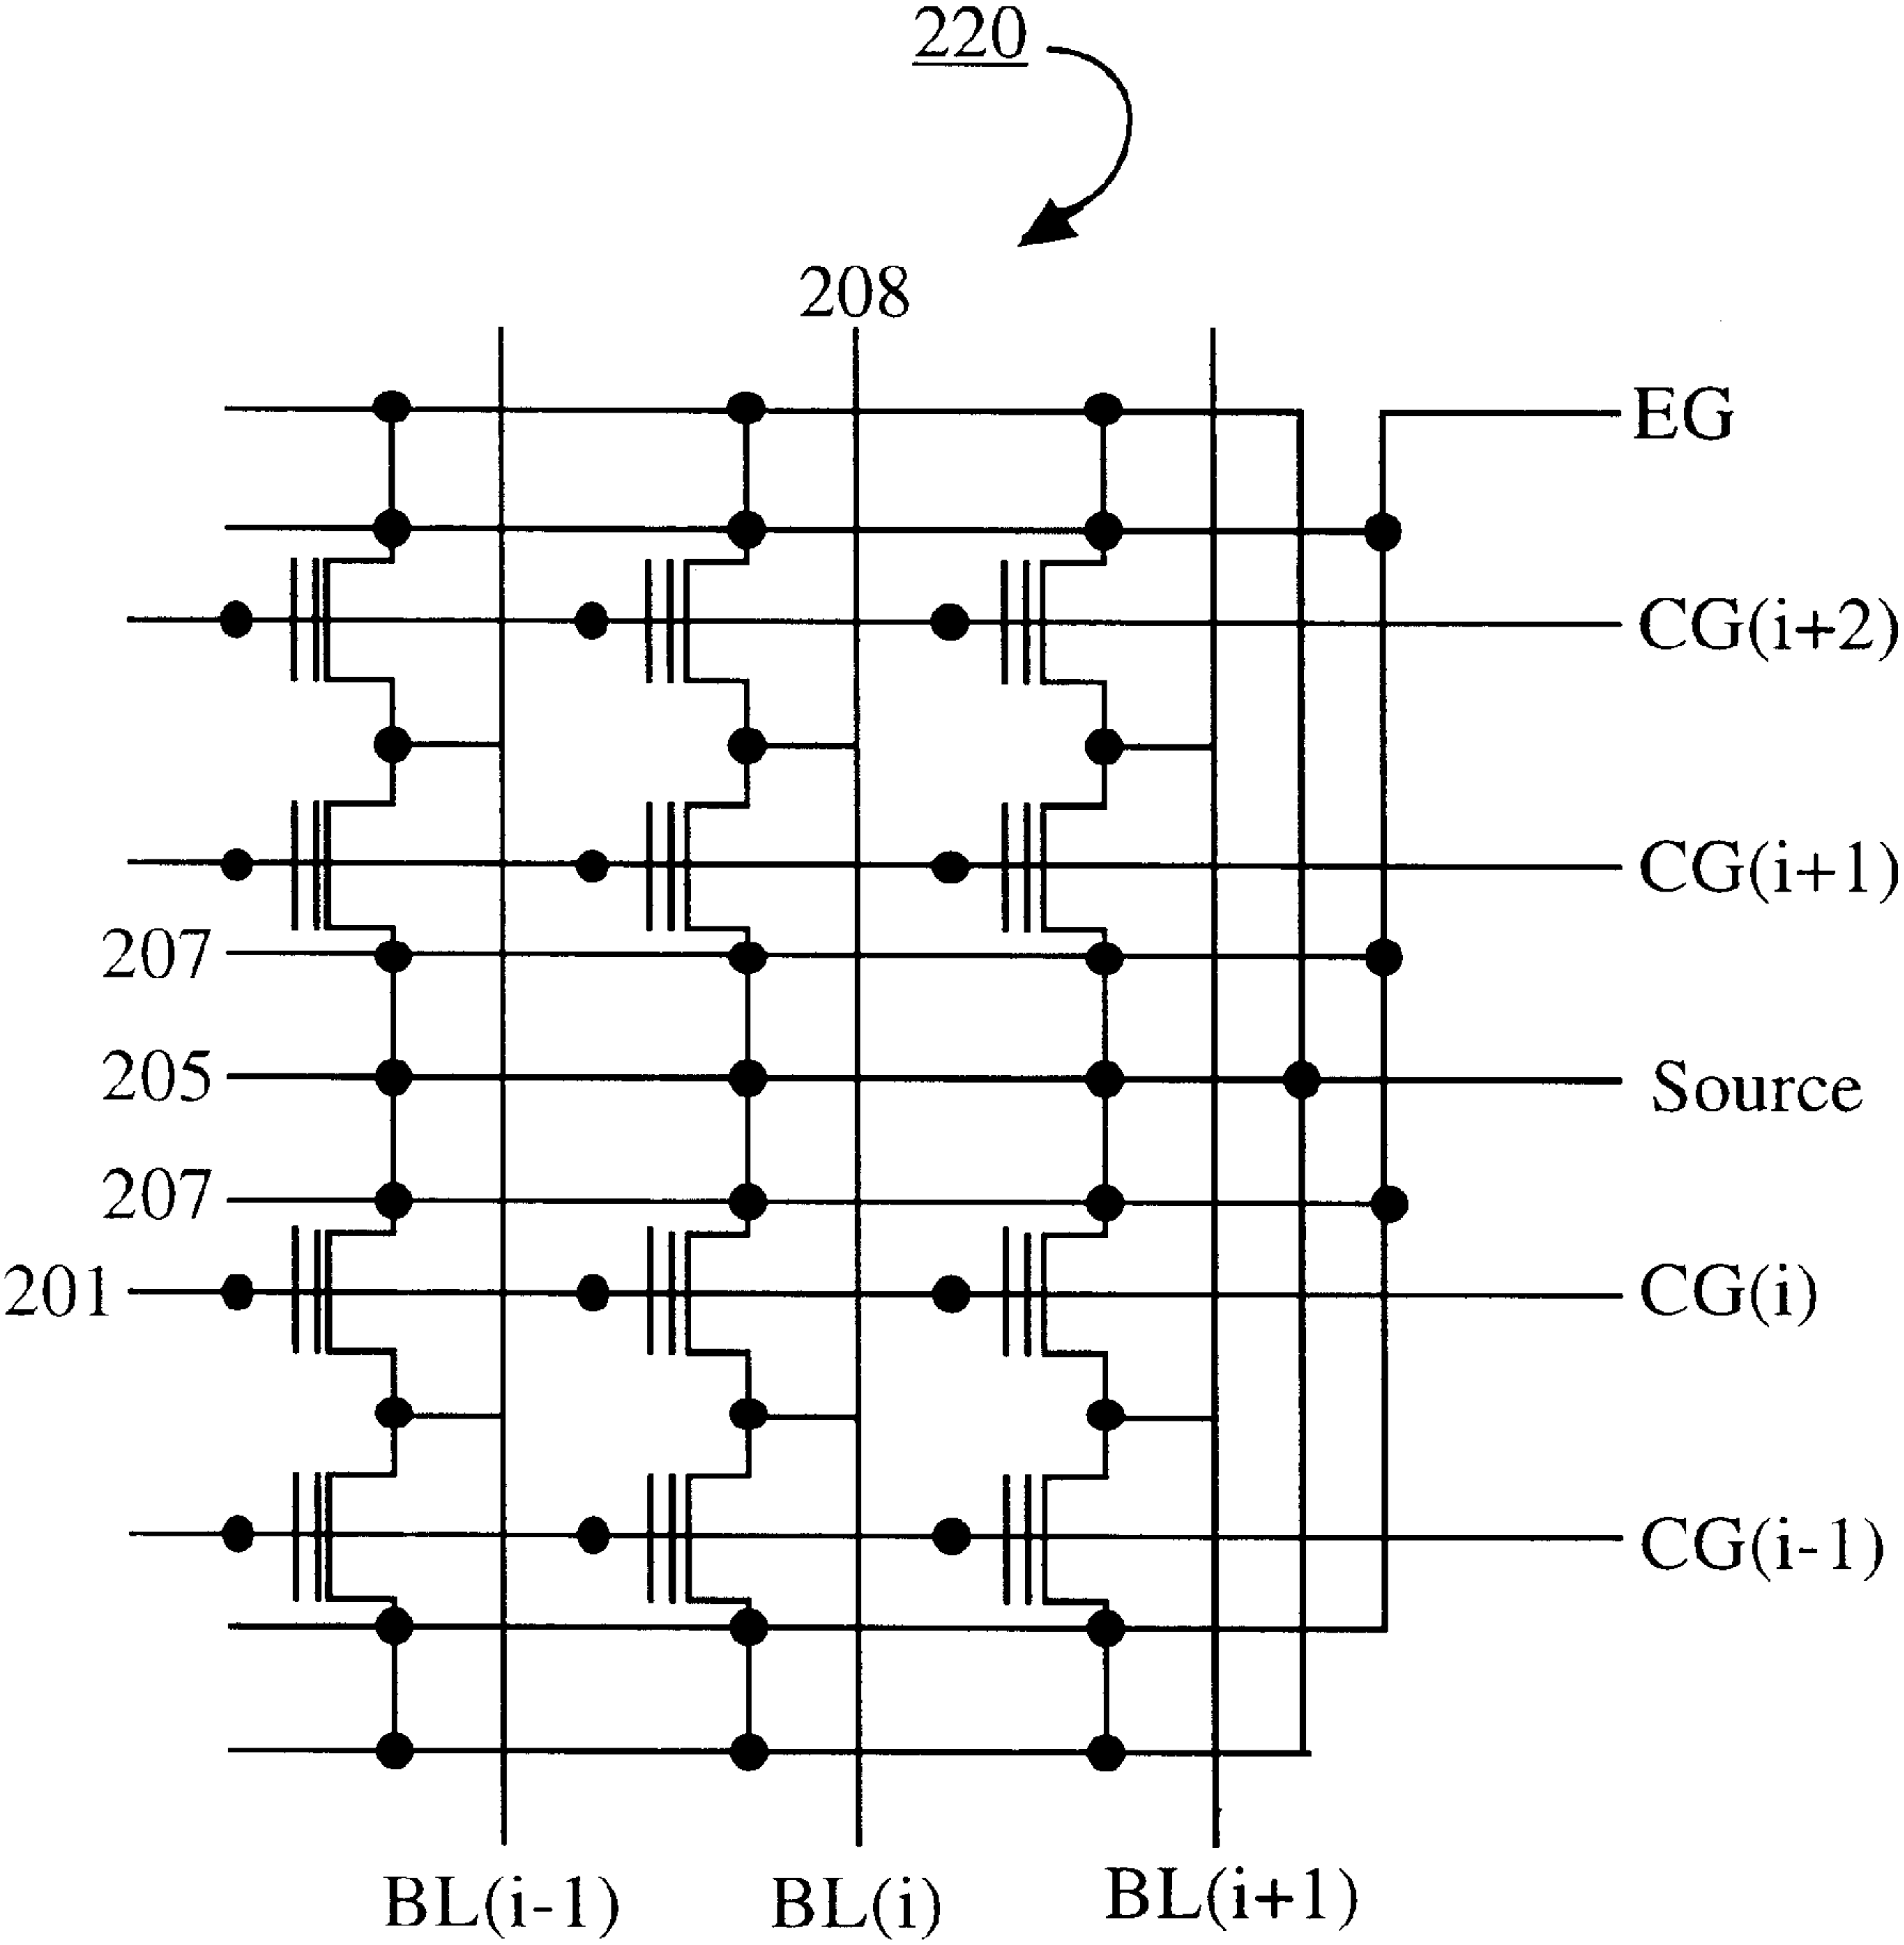 220
208
EG
CG(i+2)
CG(i+1)
207
205
Source
207
201
CG(i)
CG(i-1)
BL(i-1)
BL(i)
BL(i+1)